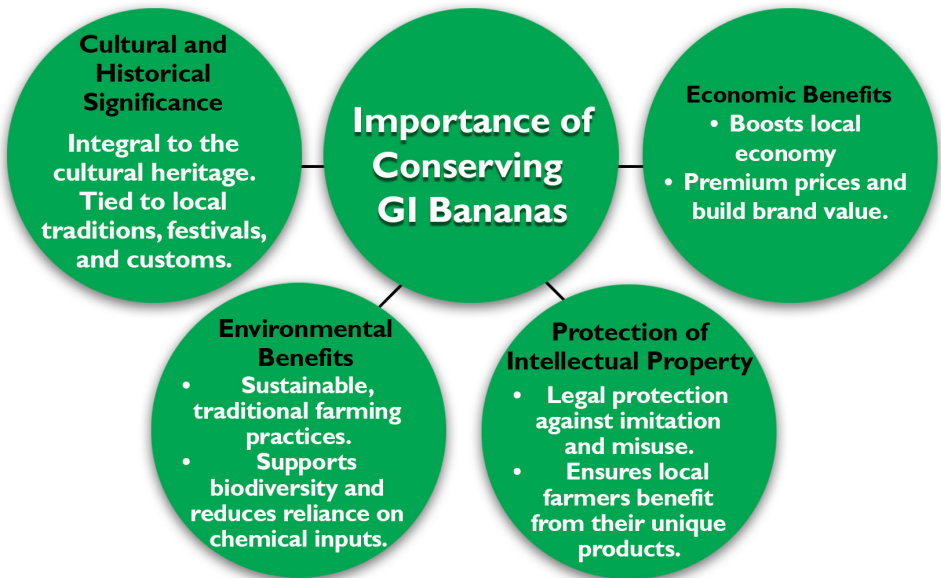 Cultural and
Historical
Significance
Integral to the
cultural heritage.
Tied to local
traditions, festivals,
and customs.
Importance of
Conserving
GI Bananas
Economic Benefits
• Boosts local
economy
• Premium prices and
build brand value.
Environmental
Benefits
• Sustainable,
traditional farming
practices.
• Supports
biodiversity and
reduces reliance on
chemical inputs.
Protection of
Intellectual Property
• Legal protection
against imitation
and misuse.
• Ensures local
farmers benefit
from their unique
products.